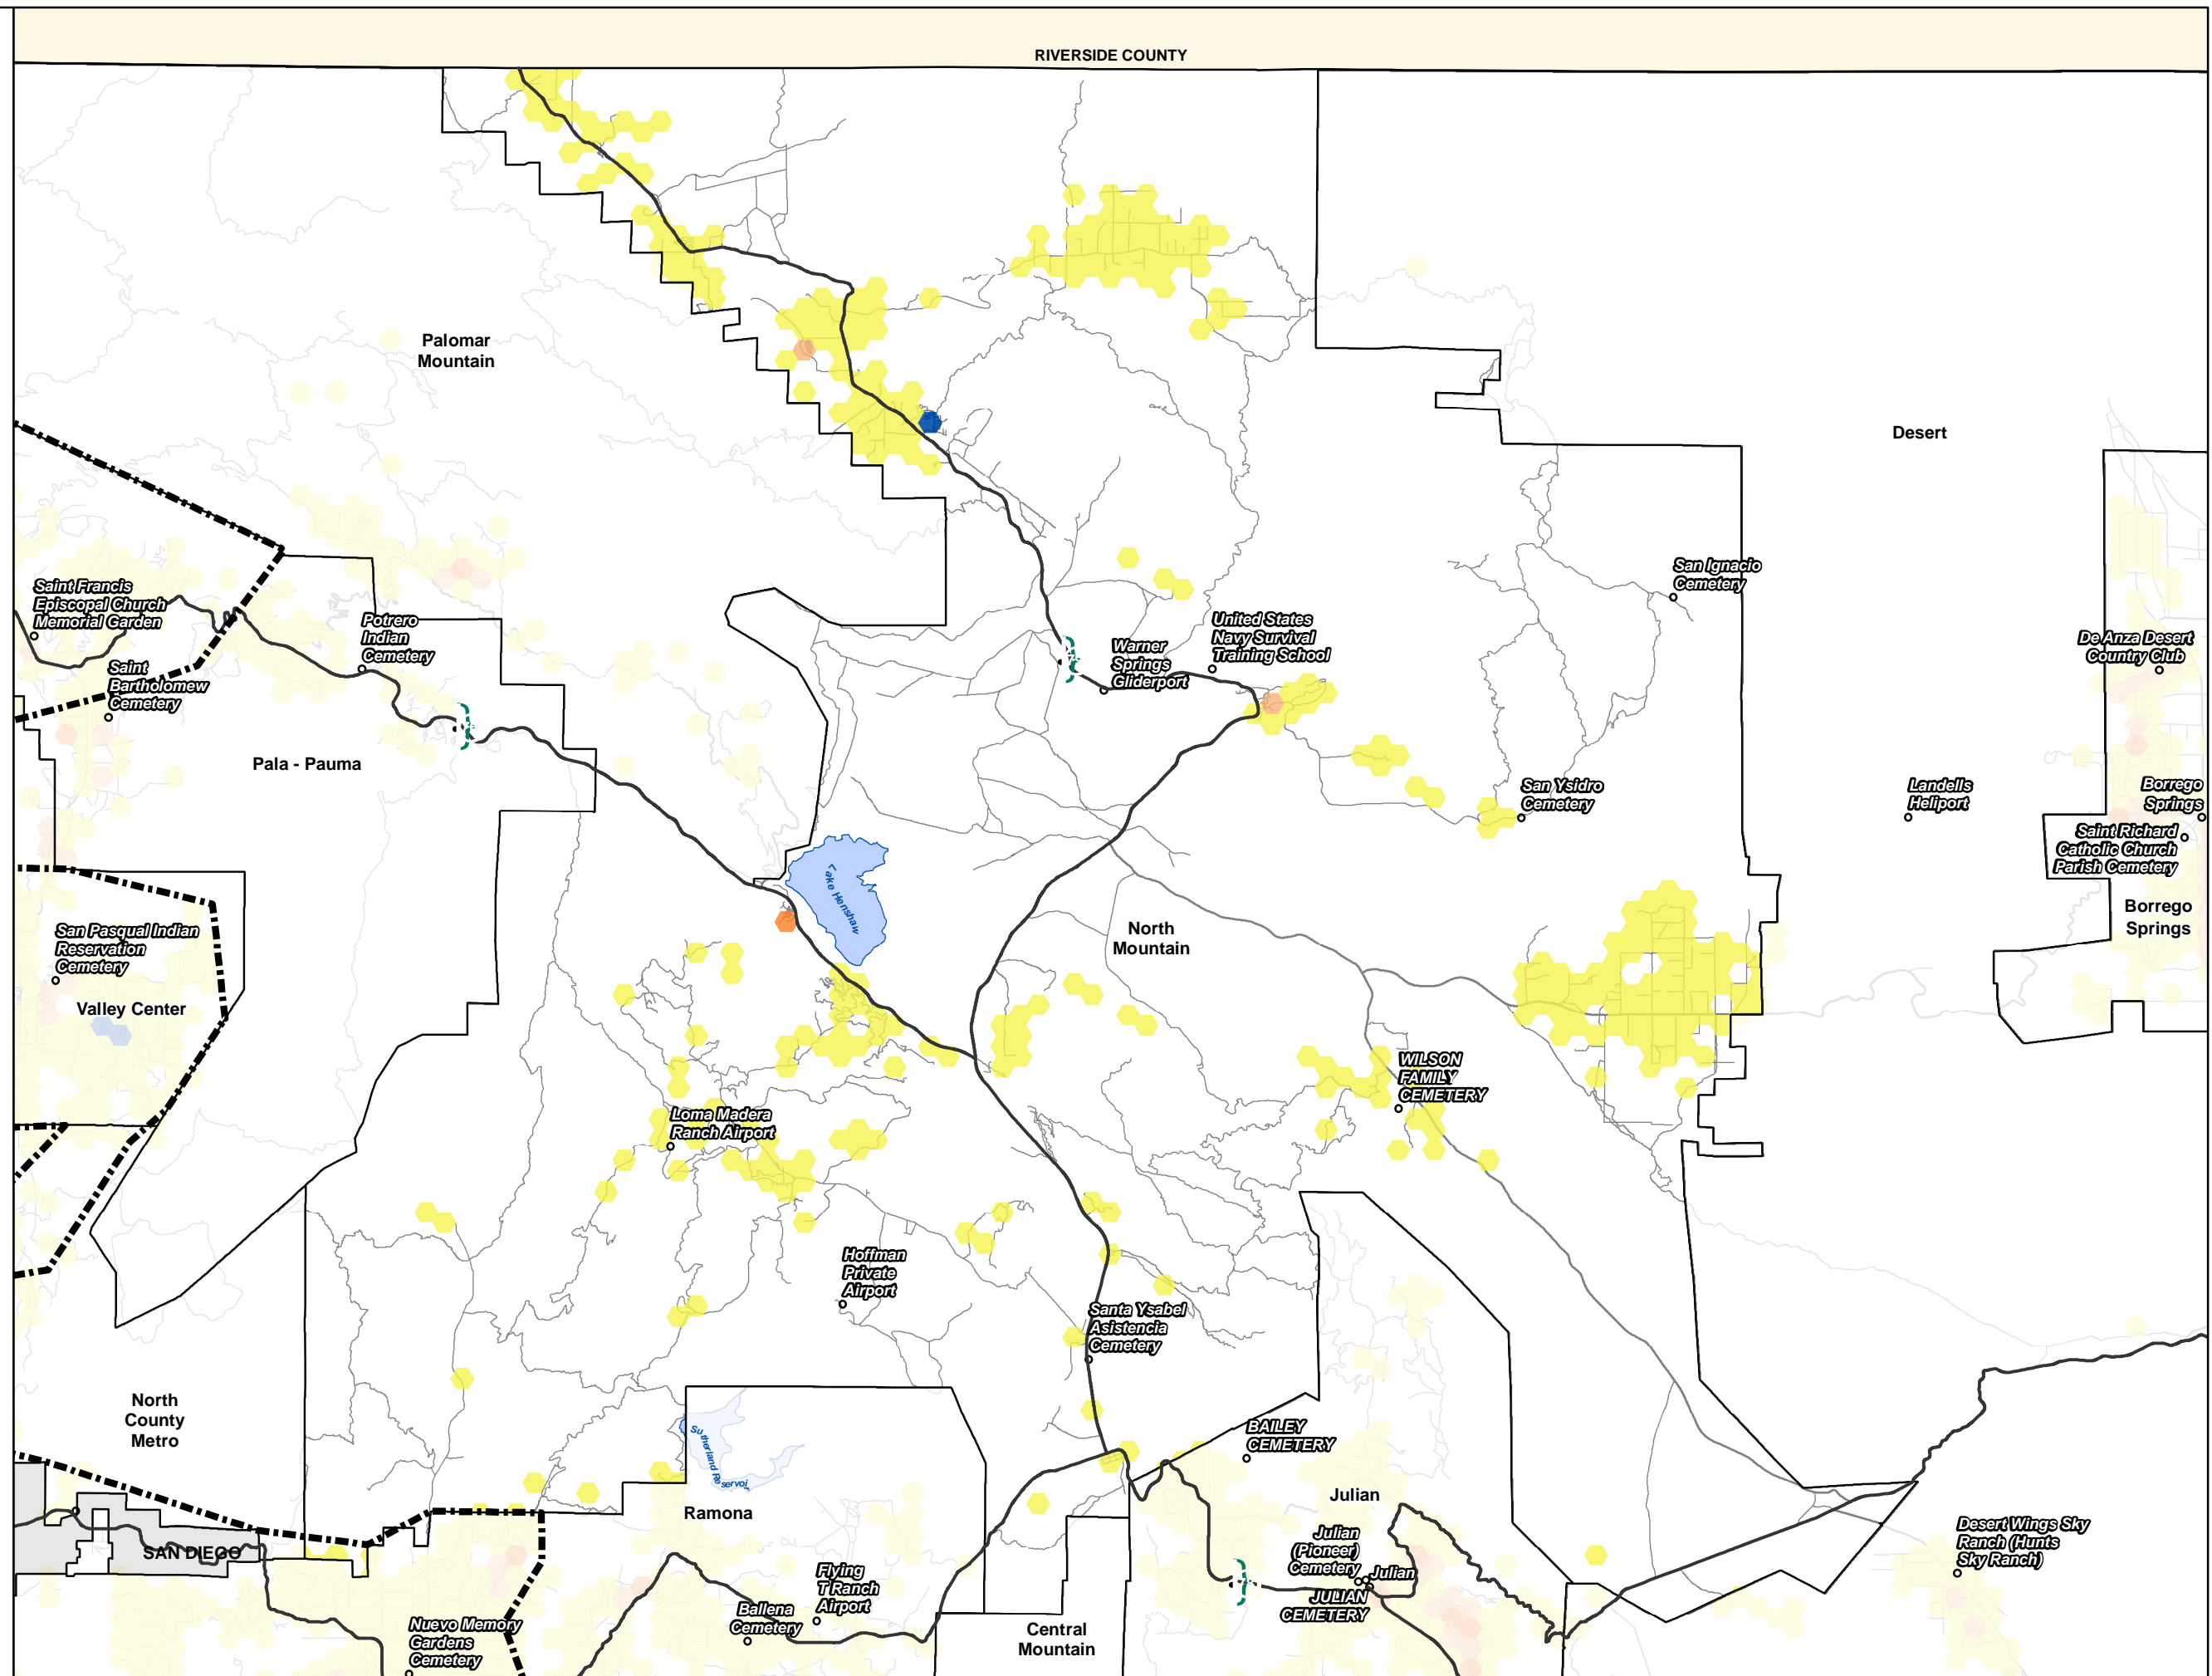 RIVERSIDE COUNTY
Palomar
Mountain
Desert
Saint Francis
Episcopal Church
Memorial Garden
Saint
Bartholomew
Cemetery
Potrero
Indian
Cemetery
Warner
Springs
Gliderport
United States
Navy Survival
Training School
San Ignacio
Cemetery
De Anza Desert
Country Club
Pala - Pauma
San Ysidro
Cemetery
Landells
Heliport
Borrego
Springs
Saint Richard
Catholic Church
Parish Cemetery
Lake Henshaw
North
Mountain
Borrego
Springs
San Pasqual Indian
Reservation
Cemetery
Valley Center
WILSON
FAMILY
CEMETERY
Loma Madera
Ranch Airport
Hoffman
Private
Airport
Santa Ysabel
Asistencia
Cemetery
North
County
Metro
BAILEY
CEMETERY
Sutherland Reservoi
Ramona
Julian
SAN DIEGO
Julian
(Pioneer)
Cemetery
Julian
JULIAN
CEMETERY
Desert Wings Sky
Ranch (Hunts
Sky Ranch)
Flying
T Ranch
Airport
Ballena
Cemetery
Nuevo Memory
Gardens
Cemetery
Central
Mountain